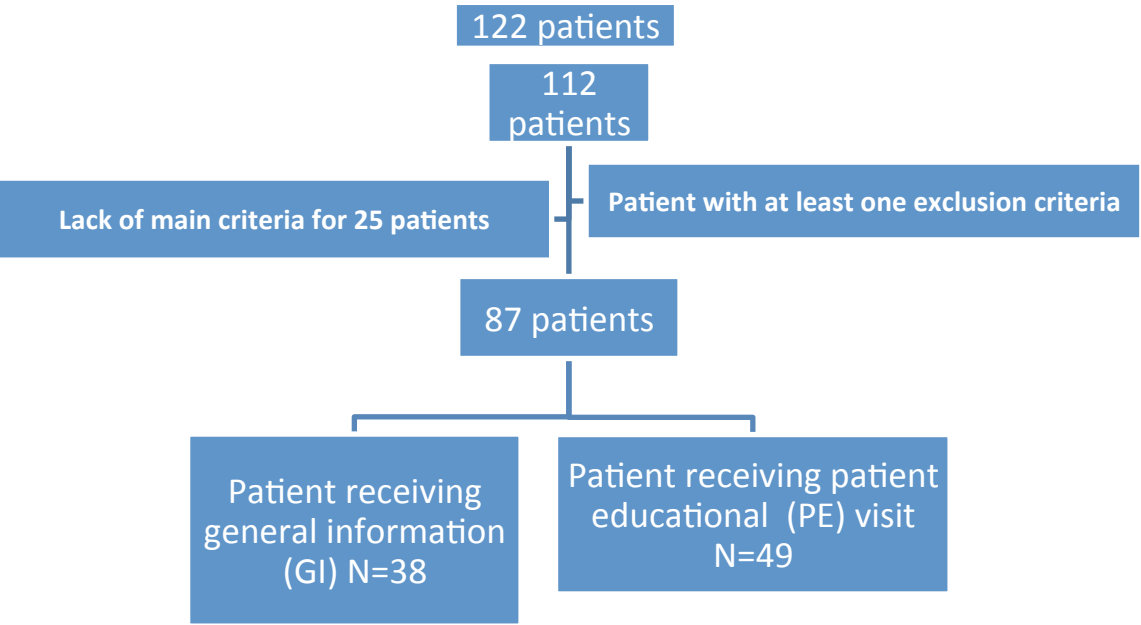 122 patients
112
patients
Lack of main criteria for 25 patients
Patient with at least one exclusion criteria
87 patients
Patient receiving
general information
(GI) N=38
Patient receiving patient
educational (PE) visit
N=49